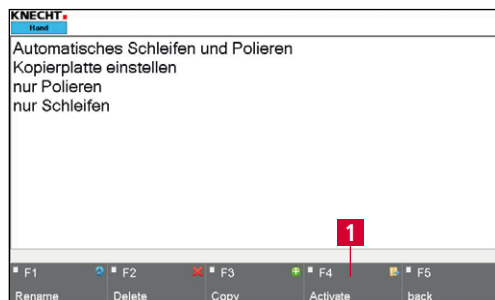 KNECHT
Hand
Automatisches Schleifen und Polieren
Kopierplatte einstellen
nur Polieren
nur Schleifen
1
F1 F2 F3 F4 F5
Rename Delete Copy Activate back